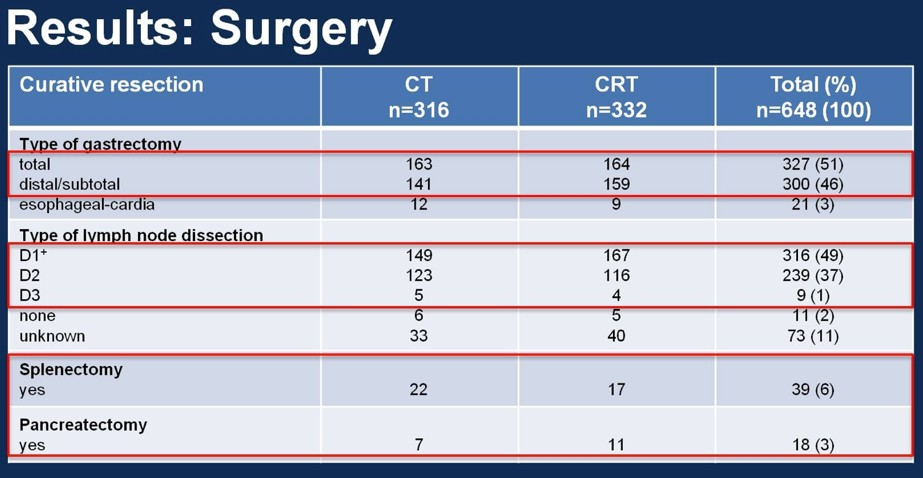 Results: Surgery
Curative resection CT n=316 CRT n=332 Total (%) n=648 (100)
Type of gastrectomy
total 163 164 327 (51)
distal/subtotal 141 159 300 (46)
esophageal-cardia 12 9 21 (3)
Type of lymph node dissection
D1⁺ 149 167 316 (49)
D2 123 116 239 (37)
D3 5 4 9 (1)
none 6 5 11 (2)
unknown 33 40 73 (11)
Splenectomy
yes 22 17 39 (6)
Pancreatectomy
yes 7 11 18 (3)